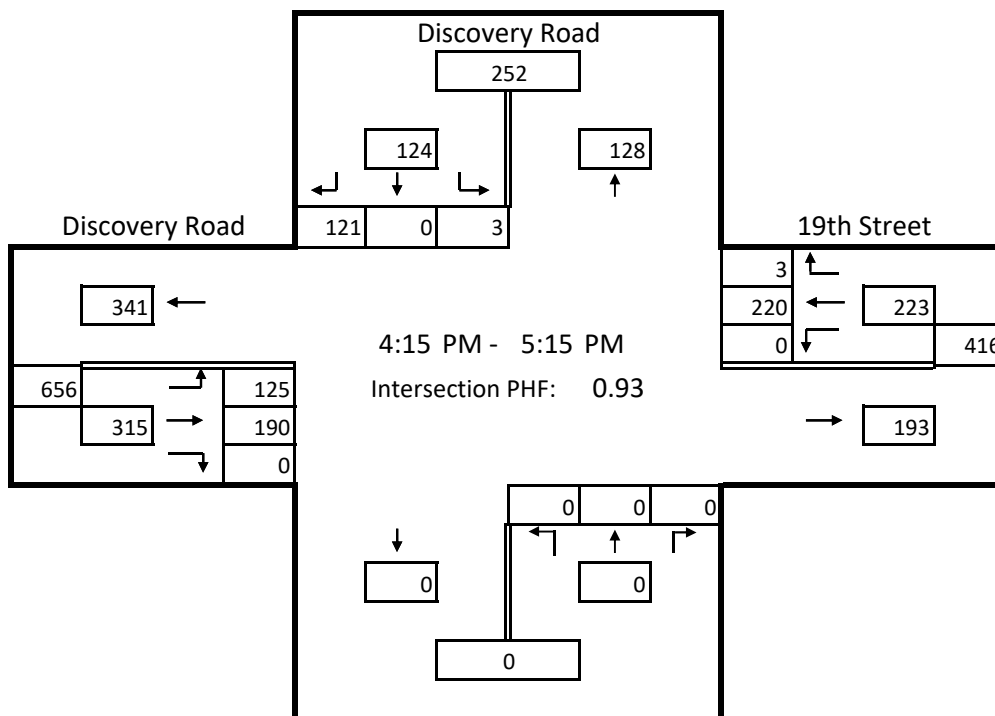 Discovery Road
252
124 128
121 0 3
Discovery Road 19th Street
3
341 220 223
0 416
4:15 PM - 5:15 PM
Intersection PHF: 0.93
656 125
315 190 193
0
0 0 0
0 0
0